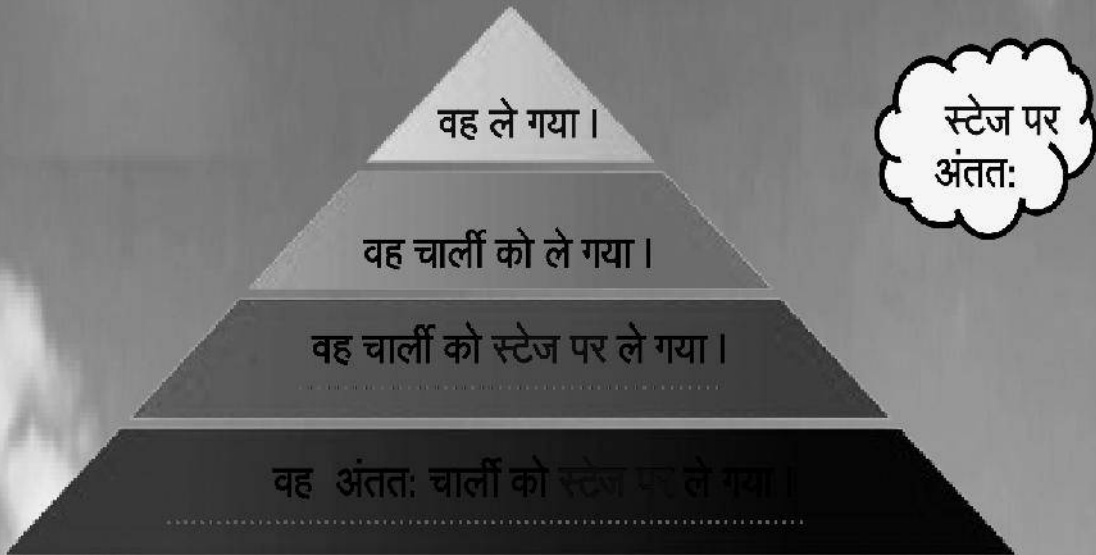 वह ले गया ।
स्टेज पर
अंतत:
वह चार्ली को ले गया ।
वह चार्ली को स्टेज पर ले गया ।
वह अंतत: चार्ली को स्टेज पर ले गया ।